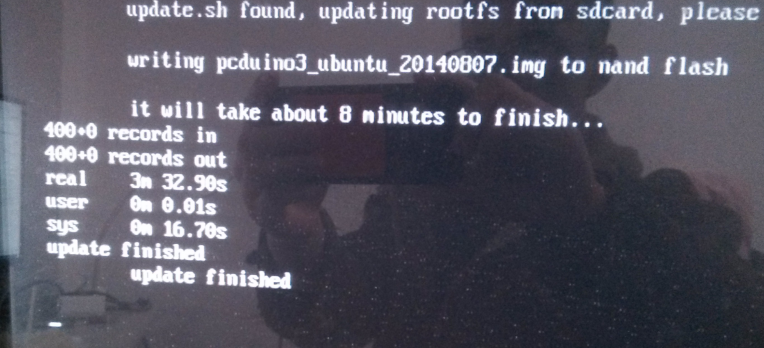 update.sh found, updating rootfs from sdcard, please
writing pcduino3_ubuntu_20140807.img to nand flash
it will take about 8 minutes to finish...
400+0 records in
400+0 records out
real 3m 32.90s
user 0m 0.01s
sys 0m 16.70s
update finished
update finished